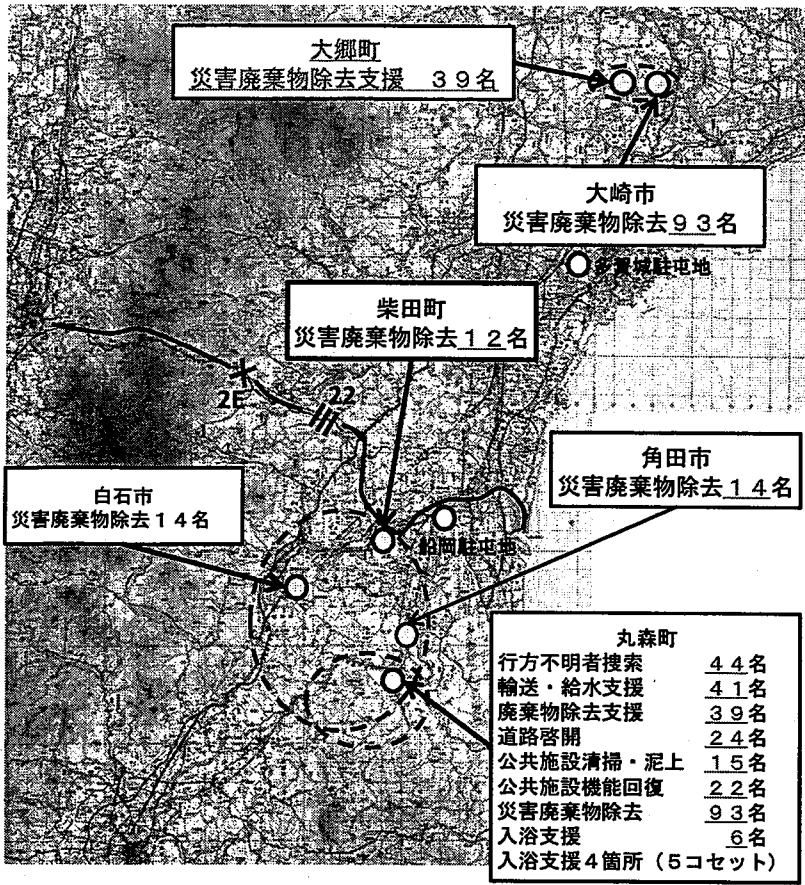 大郷町
災害廃棄物除去支援　３９名
大崎市
災害廃棄物除去９３名
多賀城駐屯地
柴田町
災害廃棄物除去１２名
2E
22
角田市
災害廃棄物除去１４名
白石市
災害廃棄物除去１４名
船岡駐屯地
丸森町
行方不明者捜索　４４名
輸送・給水支援　４１名
廃棄物除去支援　３９名
道路啓開　２４名
公共施設清掃・泥上　１５名
公共施設機能回復　２２名
災害廃棄物除去　９３名
入浴支援　６名
入浴支援４箇所（５コセット）